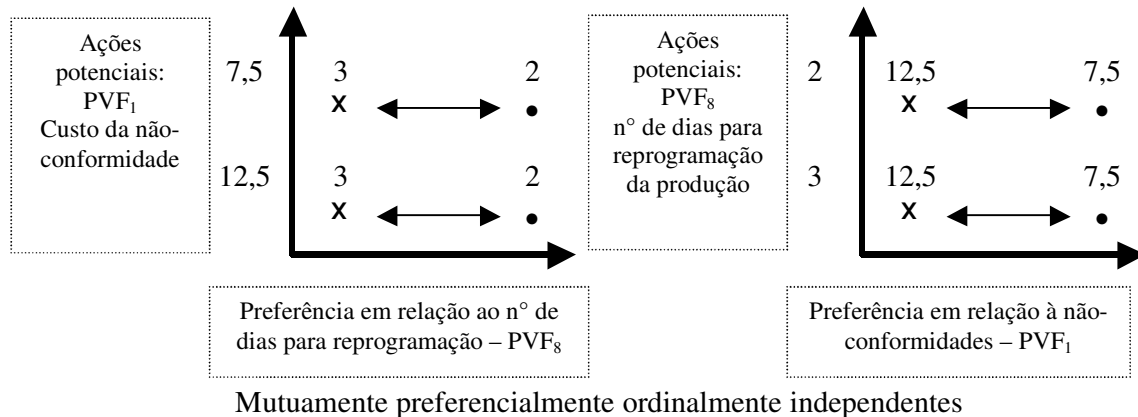 Ações
potenciais:
PVF₁
Custo da não-
conformidade
7,5
3
2
x
•
12,5
3
2
x
•
Preferência em relação ao n° de
dias para reprogramação – PVF₈
Ações
potenciais:
PVF₈
n° de dias para
reprogramação
da produção
2
12,5
7,5
x
•
3
12,5
7,5
x
•
Preferência em relação à não-
conformidades – PVF₁
Mutuamente preferencialmente ordinalmente independentes